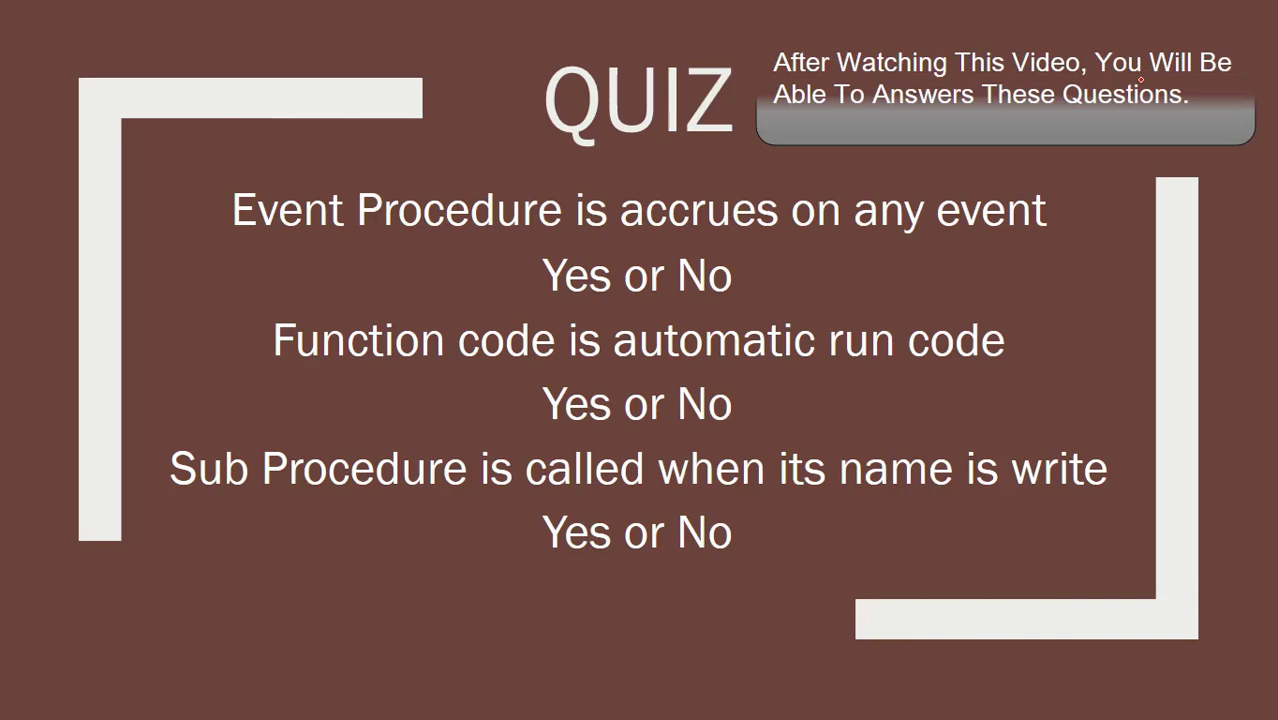 QUIZ
After Watching This Video, You Will Be
Able To Answers These Questions.
Event Procedure is accrues on any event
Yes or No
Function code is automatic run code
Yes or No
Sub Procedure is called when its name is write
Yes or No